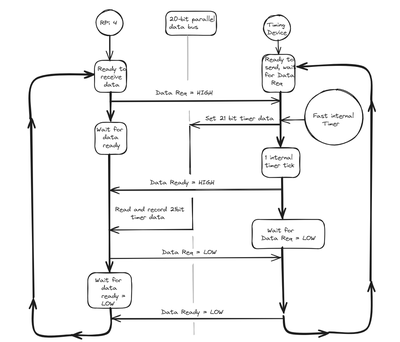 RPi 4
20-bit parallel
data bus
Timing
Device
Ready to
receive
data
Ready to
send, wait
for Data
Req
Data Req = HIGH
Set 21 bit timer data
Fast internal
Timer
Wait for
data
ready
1 internal
timer tick
Data Ready = HIGH
Read and record 21bit
timer data
Wait for
Data Req = LOW
Data Req = LOW
Wait for
data
ready =
LOW
Data Ready = LOW